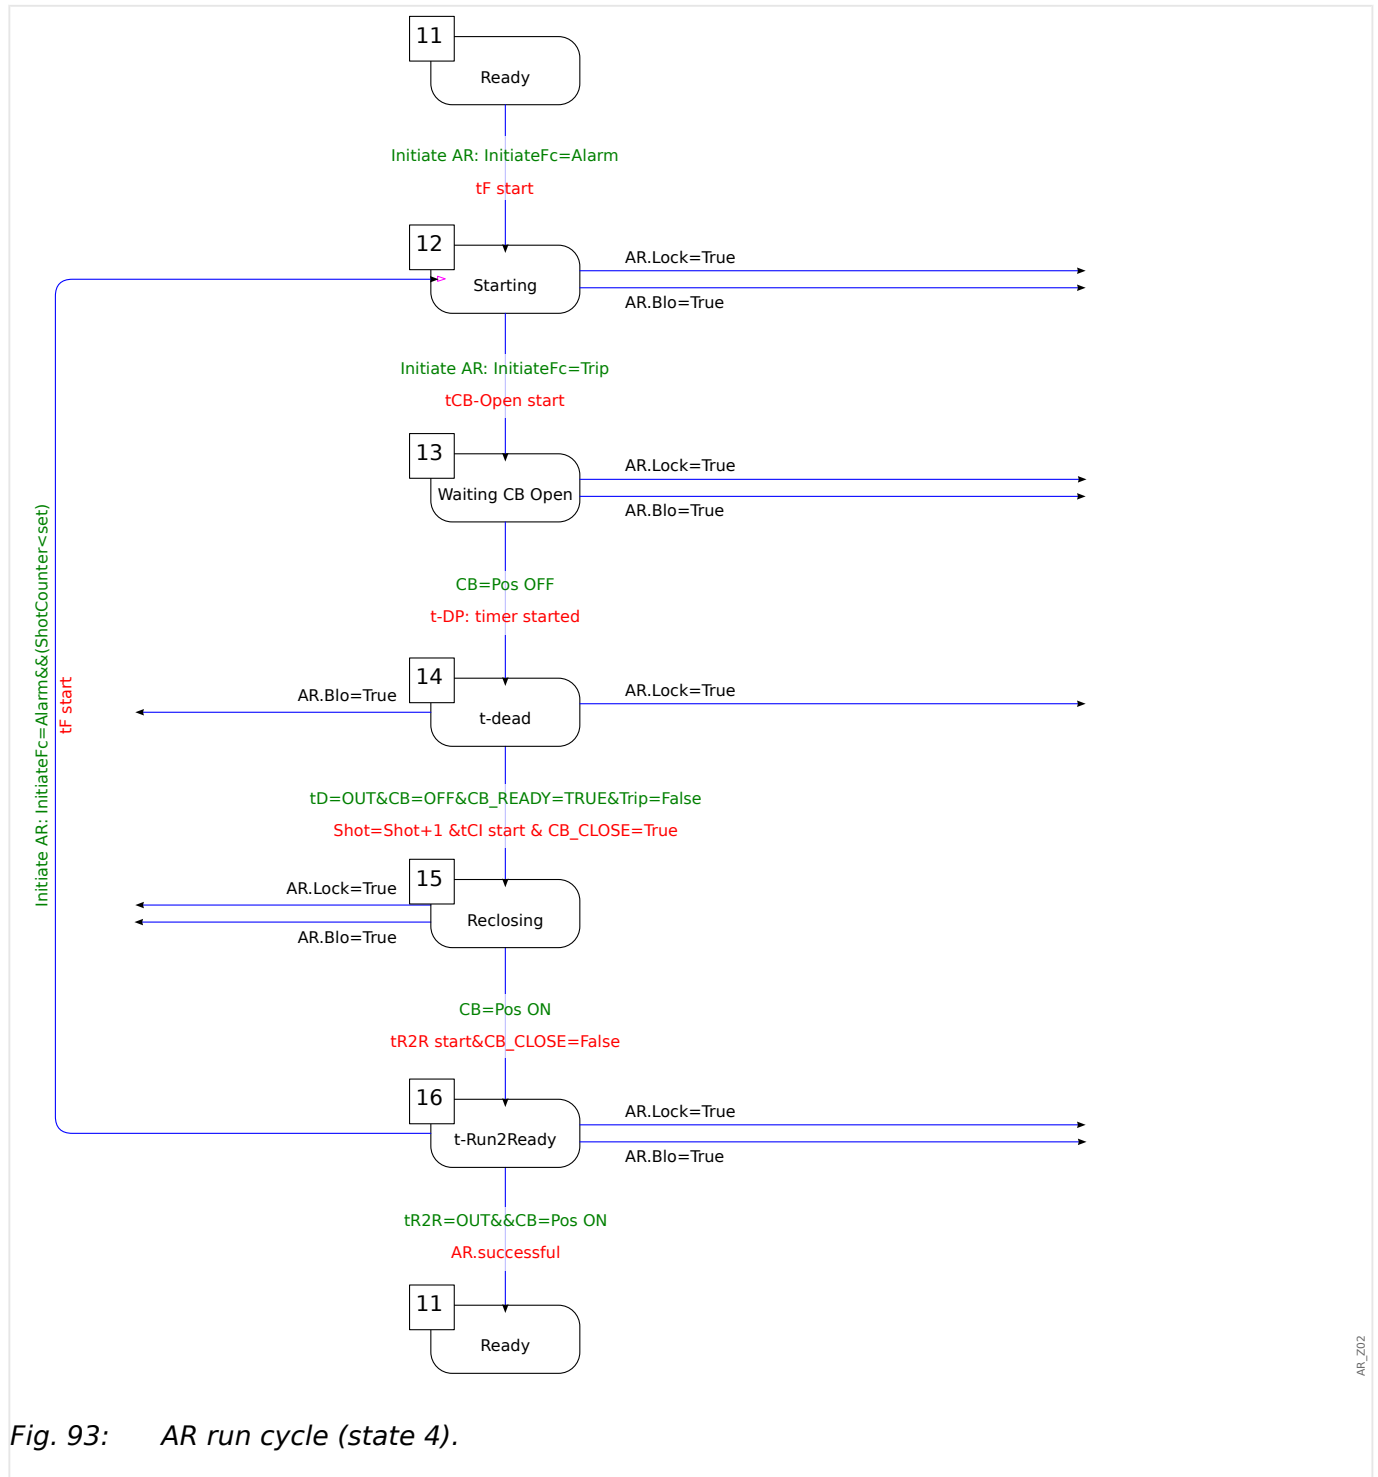 11
Ready
Initiate AR: InitiateFc=Alarm
tF start
12
Starting
AR.Lock=True
AR.Blo=True
Initiate AR: InitiateFc=Trip
tCB-Open start
13
Waiting CB Open
AR.Lock=True
AR.Blo=True
CB=Pos OFF
t-DP: timer started
14
t-dead
AR.Blo=True
AR.Lock=True
Initiate AR: InitiateFc=Alarm&&(ShotCounter<set)
tF start
tD=OUT&CB=OFF&CB_READY=TRUE&Trip=False
Shot=Shot+1 &tCI start & CB_CLOSE=True
15
Reclosing
AR.Lock=True
AR.Blo=True
CB=Pos ON
tR2R start&CB_CLOSE=False
16
t-Run2Ready
AR.Lock=True
AR.Blo=True
tR2R=OUT&&CB=Pos ON
AR.successful
11
Ready
AR_Z02
Fig. 93: AR run cycle (state 4).